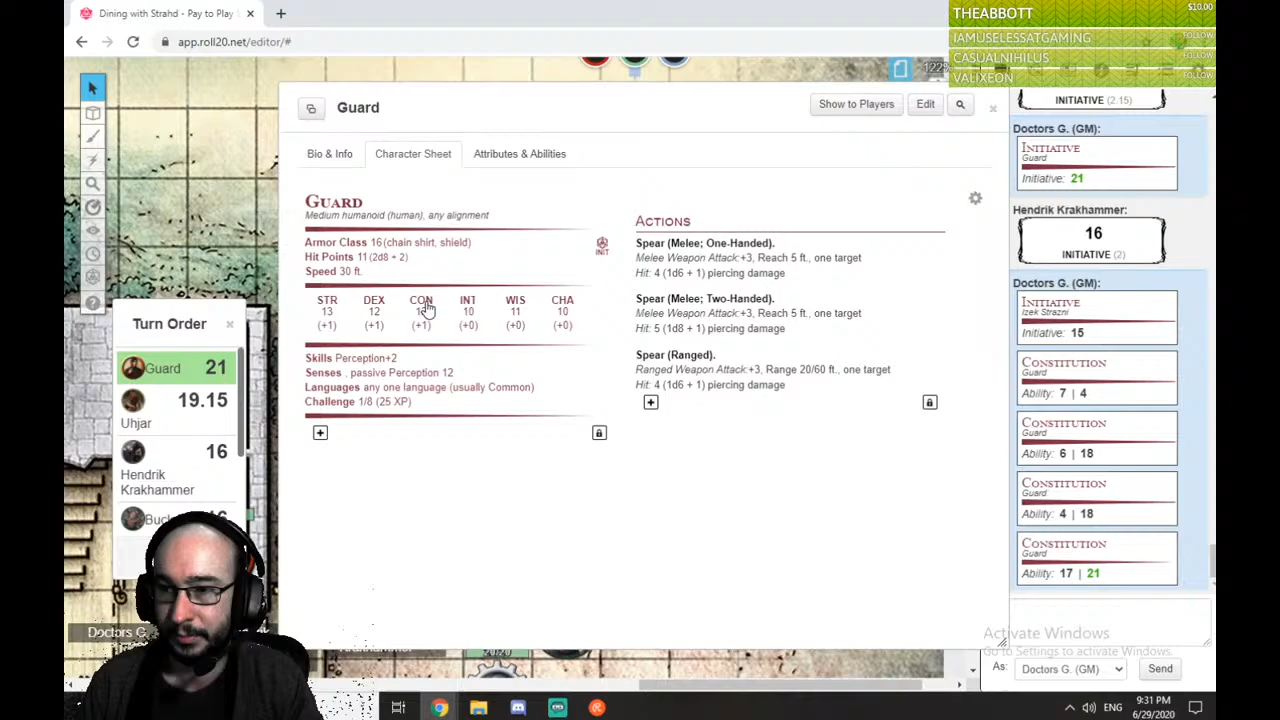 Dining with Strahd - Pay to Play
THEABBOTT $10.00
IAMUSELESSATGAMING FOLLOW
CASUALNIHILUS FOLLOW
VALIXEON FOLLOW
app.roll20.net/editor/#
Guard
Show to Players
Edit
Bio & Info
Character Sheet
Attributes & Abilities
GUARD
Medium humanoid (human), any alignment
Armor Class 16 (chain shirt, shield)
Hit Points 11 (2d8 + 2)
Speed 30 ft.
INIT
STR DEX CON INT WIS CHA
13 12 10 11 10
(+1) (+1) (+1) (+0) (+0) (+0)
Skills Perception+2
Senses , passive Perception 12
Languages any one language (usually Common)
Challenge 1/8 (25 XP)
ACTIONS
Spear (Melee; One-Handed).
Melee Weapon Attack:+3, Reach 5 ft., one target
Hit: 4 (1d6 + 1) piercing damage
Spear (Melee; Two-Handed).
Melee Weapon Attack:+3, Reach 5 ft., one target
Hit: 5 (1d8 + 1) piercing damage
Spear (Ranged).
Ranged Weapon Attack:+3, Range 20/60 ft., one target
Hit: 4 (1d6 + 1) piercing damage
Turn Order
Guard 21
19.15
Uhjar
16
Hendrik
Krakhammer
Doctors G.
INITIATIVE (2.15)
Doctors G. (GM):
INITIATIVE
Guard
Initiative: 21
Hendrik Krakhammer:
16
INITIATIVE (2)
Doctors G. (GM):
INITIATIVE
Izek Strazni
Initiative: 15
CONSTITUTION
Guard
Ability: 7 | 4
CONSTITUTION
Guard
Ability: 6 | 18
CONSTITUTION
Guard
Ability: 4 | 18
CONSTITUTION
Guard
Ability: 17 | 21
Activate Windows
Go to Settings to activate Windows.
As: Doctors G. (GM) Send
ENG
9:31 PM
6/29/2020